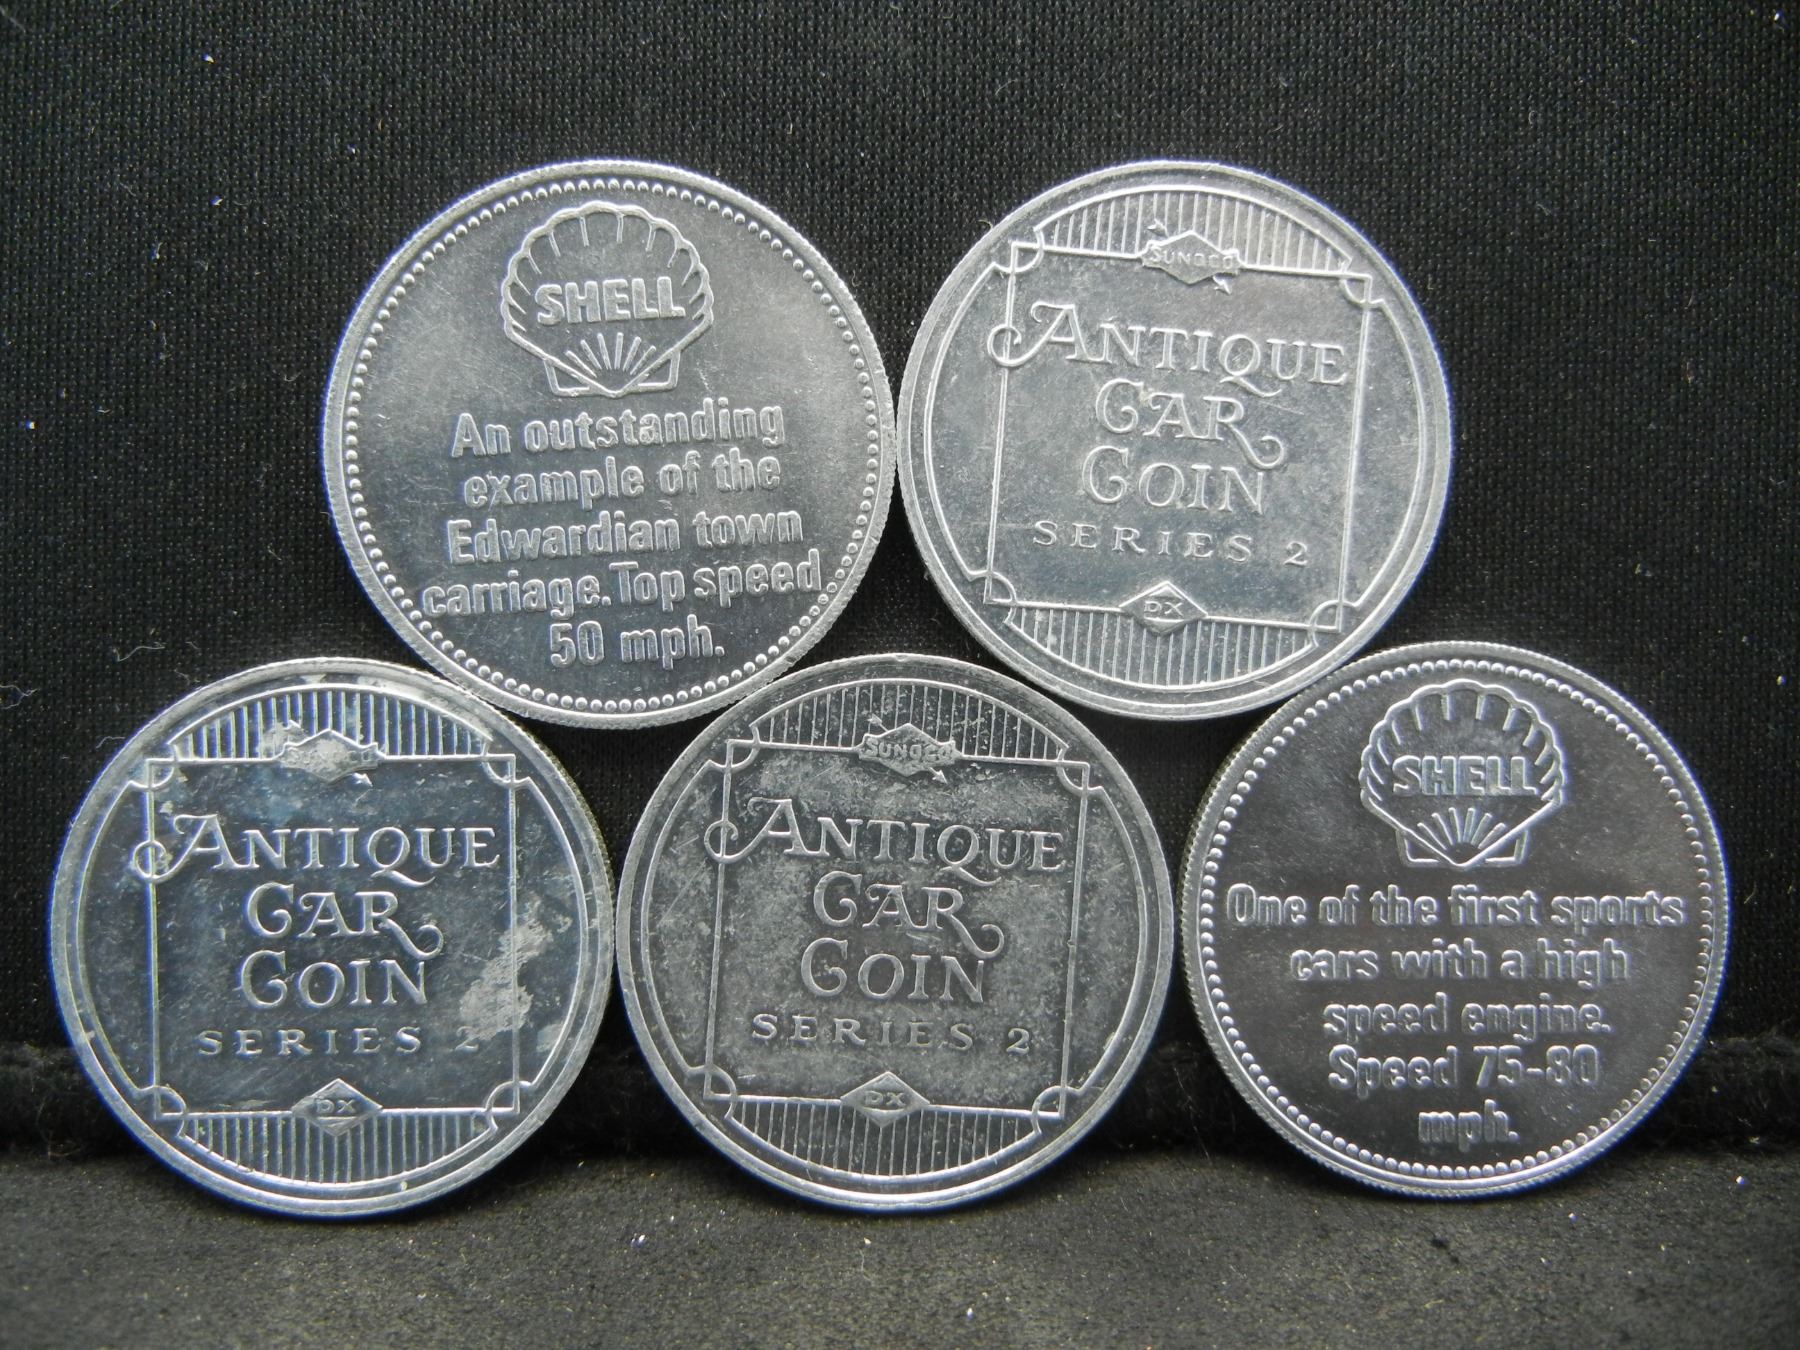 SHELL
An outstanding
example of the
Edwardian town
carriage. Top speed
50 mph.
SUNOCO
ANTIQUE
CAR
COIN
SERIES 2
DX
ANTIQUE
CAR
COIN
SERIES 2
DX
SUNOCO
ANTIQUE
CAR
COIN
SERIES 2
DX
SHELL
One of the first sports
cars with a high
speed engine.
Speed 75-80
mph.